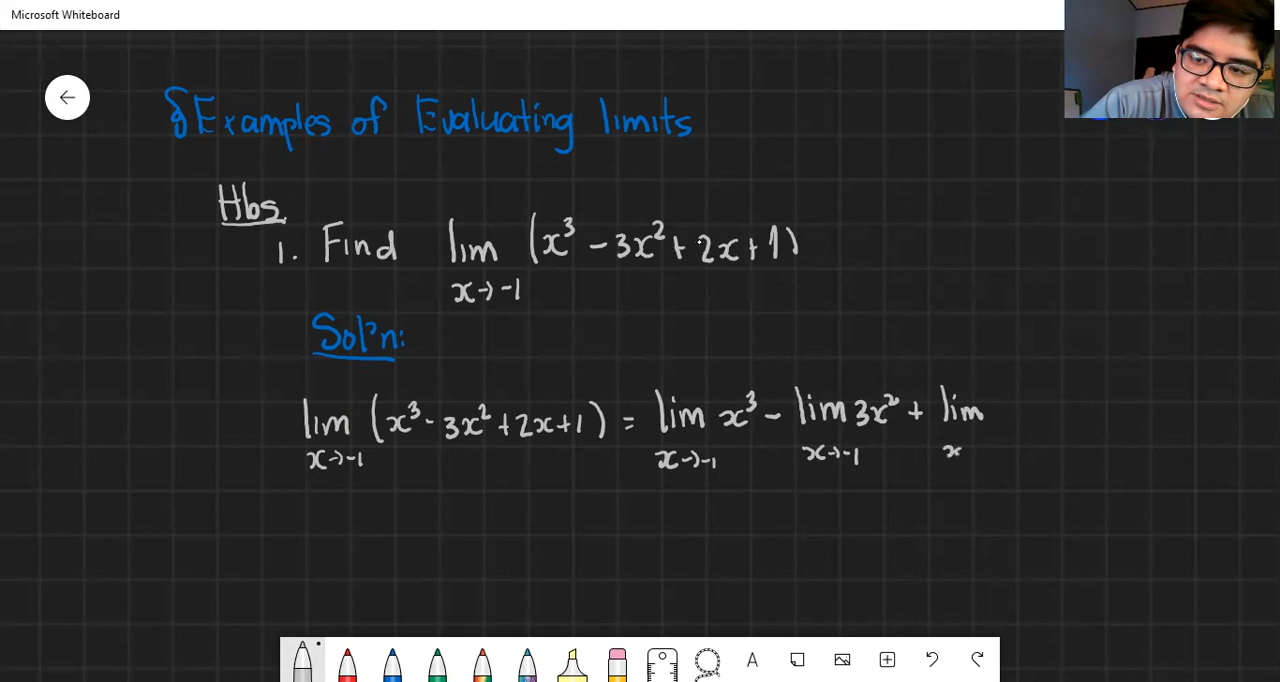 Microsoft Whiteboard
§Examples of Evaluating limits
Hbs.
1. Find lim (x³ - 3x² + 2x + 1)
x→-1
Sol'n:
lim (x³ - 3x² + 2x + 1) = lim x³ - lim 3x² + lim
x→-1 x→-1 x→-1 x
A